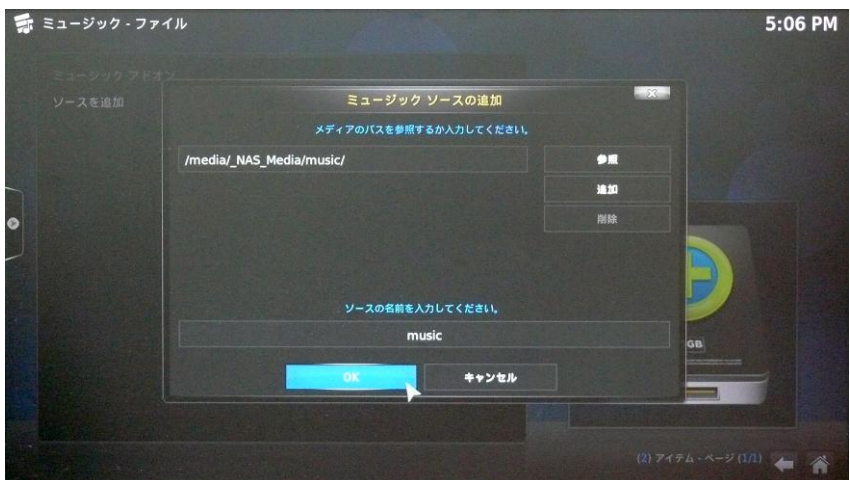 ミュージック - ファイル
5:06 PM
ミュージック アドオン
ソースを追加
ミュージック ソースの追加
メディアのパスを参照するか入力してください。
/media/_NAS_Media/music/
参照
追加
削除
ソースの名前を入力してください。
music
GB
OK
キャンセル
(2) アイテム - ページ (1/1)